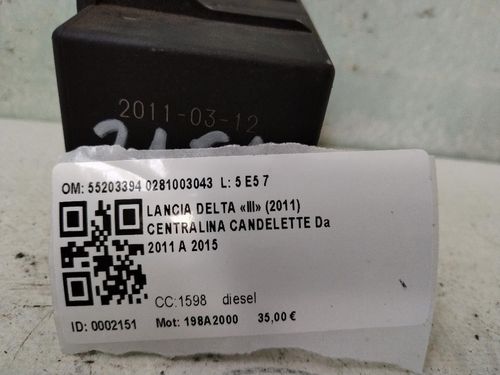 2011-03-12
OM: 55203394 0281003043 L: 5 E5 7
LANCIA DELTA «III» (2011)
CENTRALINA CANDELETTE Da
2011 A 2015
CC:1598 diesel
ID: 0002151 Mot: 198A2000 35,00 €